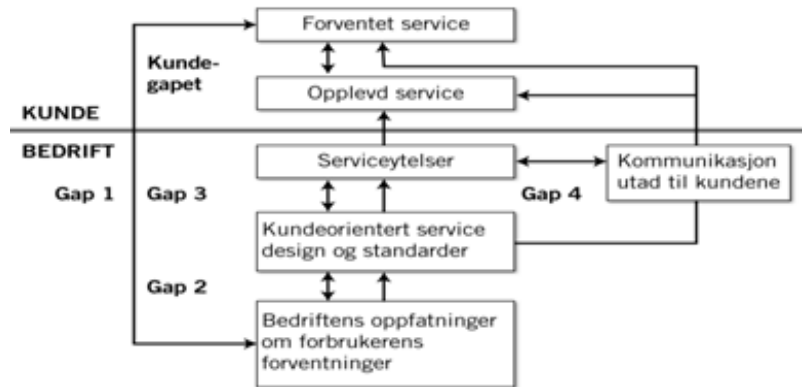 Forventet service
Kunde-
gapet
Opplevd service
KUNDE
BEDRIFT
Serviceytelser
Kommunikasjon
utad til kundene
Gap 1
Gap 3
Gap 4
Kundeorientert service
design og standarder
Gap 2
Bedriftens oppfatninger
om forbrukerens
forventninger